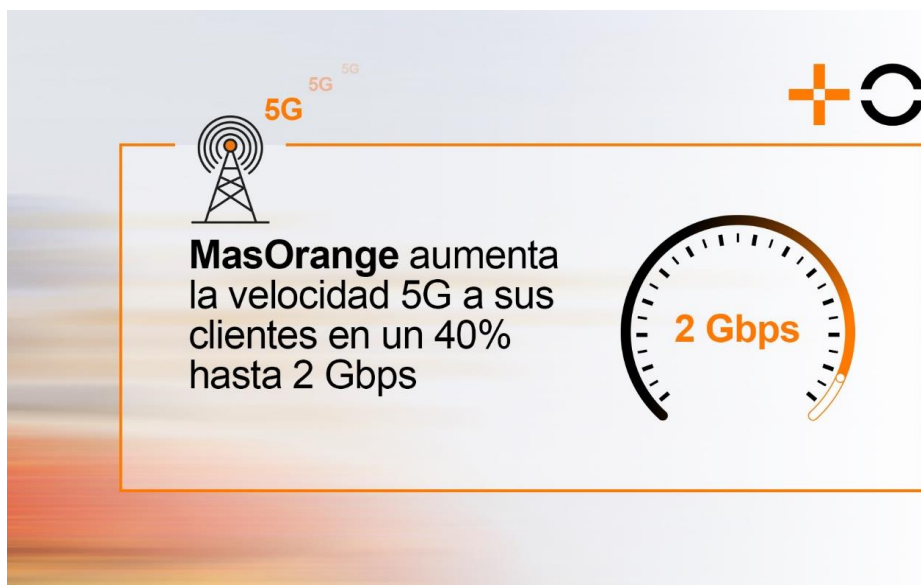 5G
5G
5G
MasOrange aumenta
la velocidad 5G a sus
clientes en un 40%
hasta 2 Gbps
2 Gbps